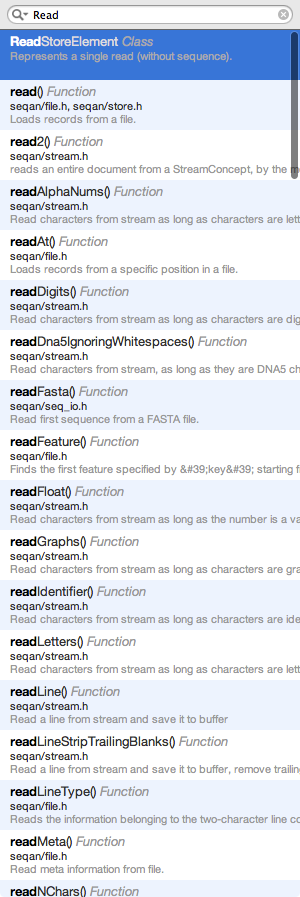 Read
ReadStoreElement Class
Represents a single read (without sequence).
read() Function
seqan/file.h, seqan/store.h
Loads records from a file.
read2() Function
seqan/stream.h
reads an entire document from a StreamConcept, by the m
readAlphaNums() Function
seqan/stream.h
Read characters from stream as long as characters are lett
readAt() Function
seqan/file.h
Loads records from a specific position in a file.
readDigits() Function
seqan/stream.h
Read characters from stream as long as characters are dig
readDna5IgnoringWhitespaces() Function
seqan/stream.h
Read characters from stream, as long as they are DNA5 ch
readFasta() Function
seqan/seq_io.h
Read first sequence from a FASTA file.
readFeature() Function
seqan/file.h
Finds the first feature specified by &#39;key&#39; starting f
readFloat() Function
seqan/stream.h
Read characters from stream as long as the number is a va
readGraphs() Function
seqan/stream.h
Read characters from stream as long as characters are gra
readIdentifier() Function
seqan/stream.h
Read characters from stream as long as characters are ide
readLetters() Function
seqan/stream.h
Read characters from stream as long as characters are lett
readLine() Function
seqan/stream.h
Read a line from stream and save it to buffer
readLineStripTrailingBlanks() Function
seqan/stream.h
Read a line from stream and save it to buffer, remove trailin
readLineType() Function
seqan/file.h
Reads the information belonging to the two-character line co
readMeta() Function
seqan/file.h
Read meta information from file.
readNChars() Function